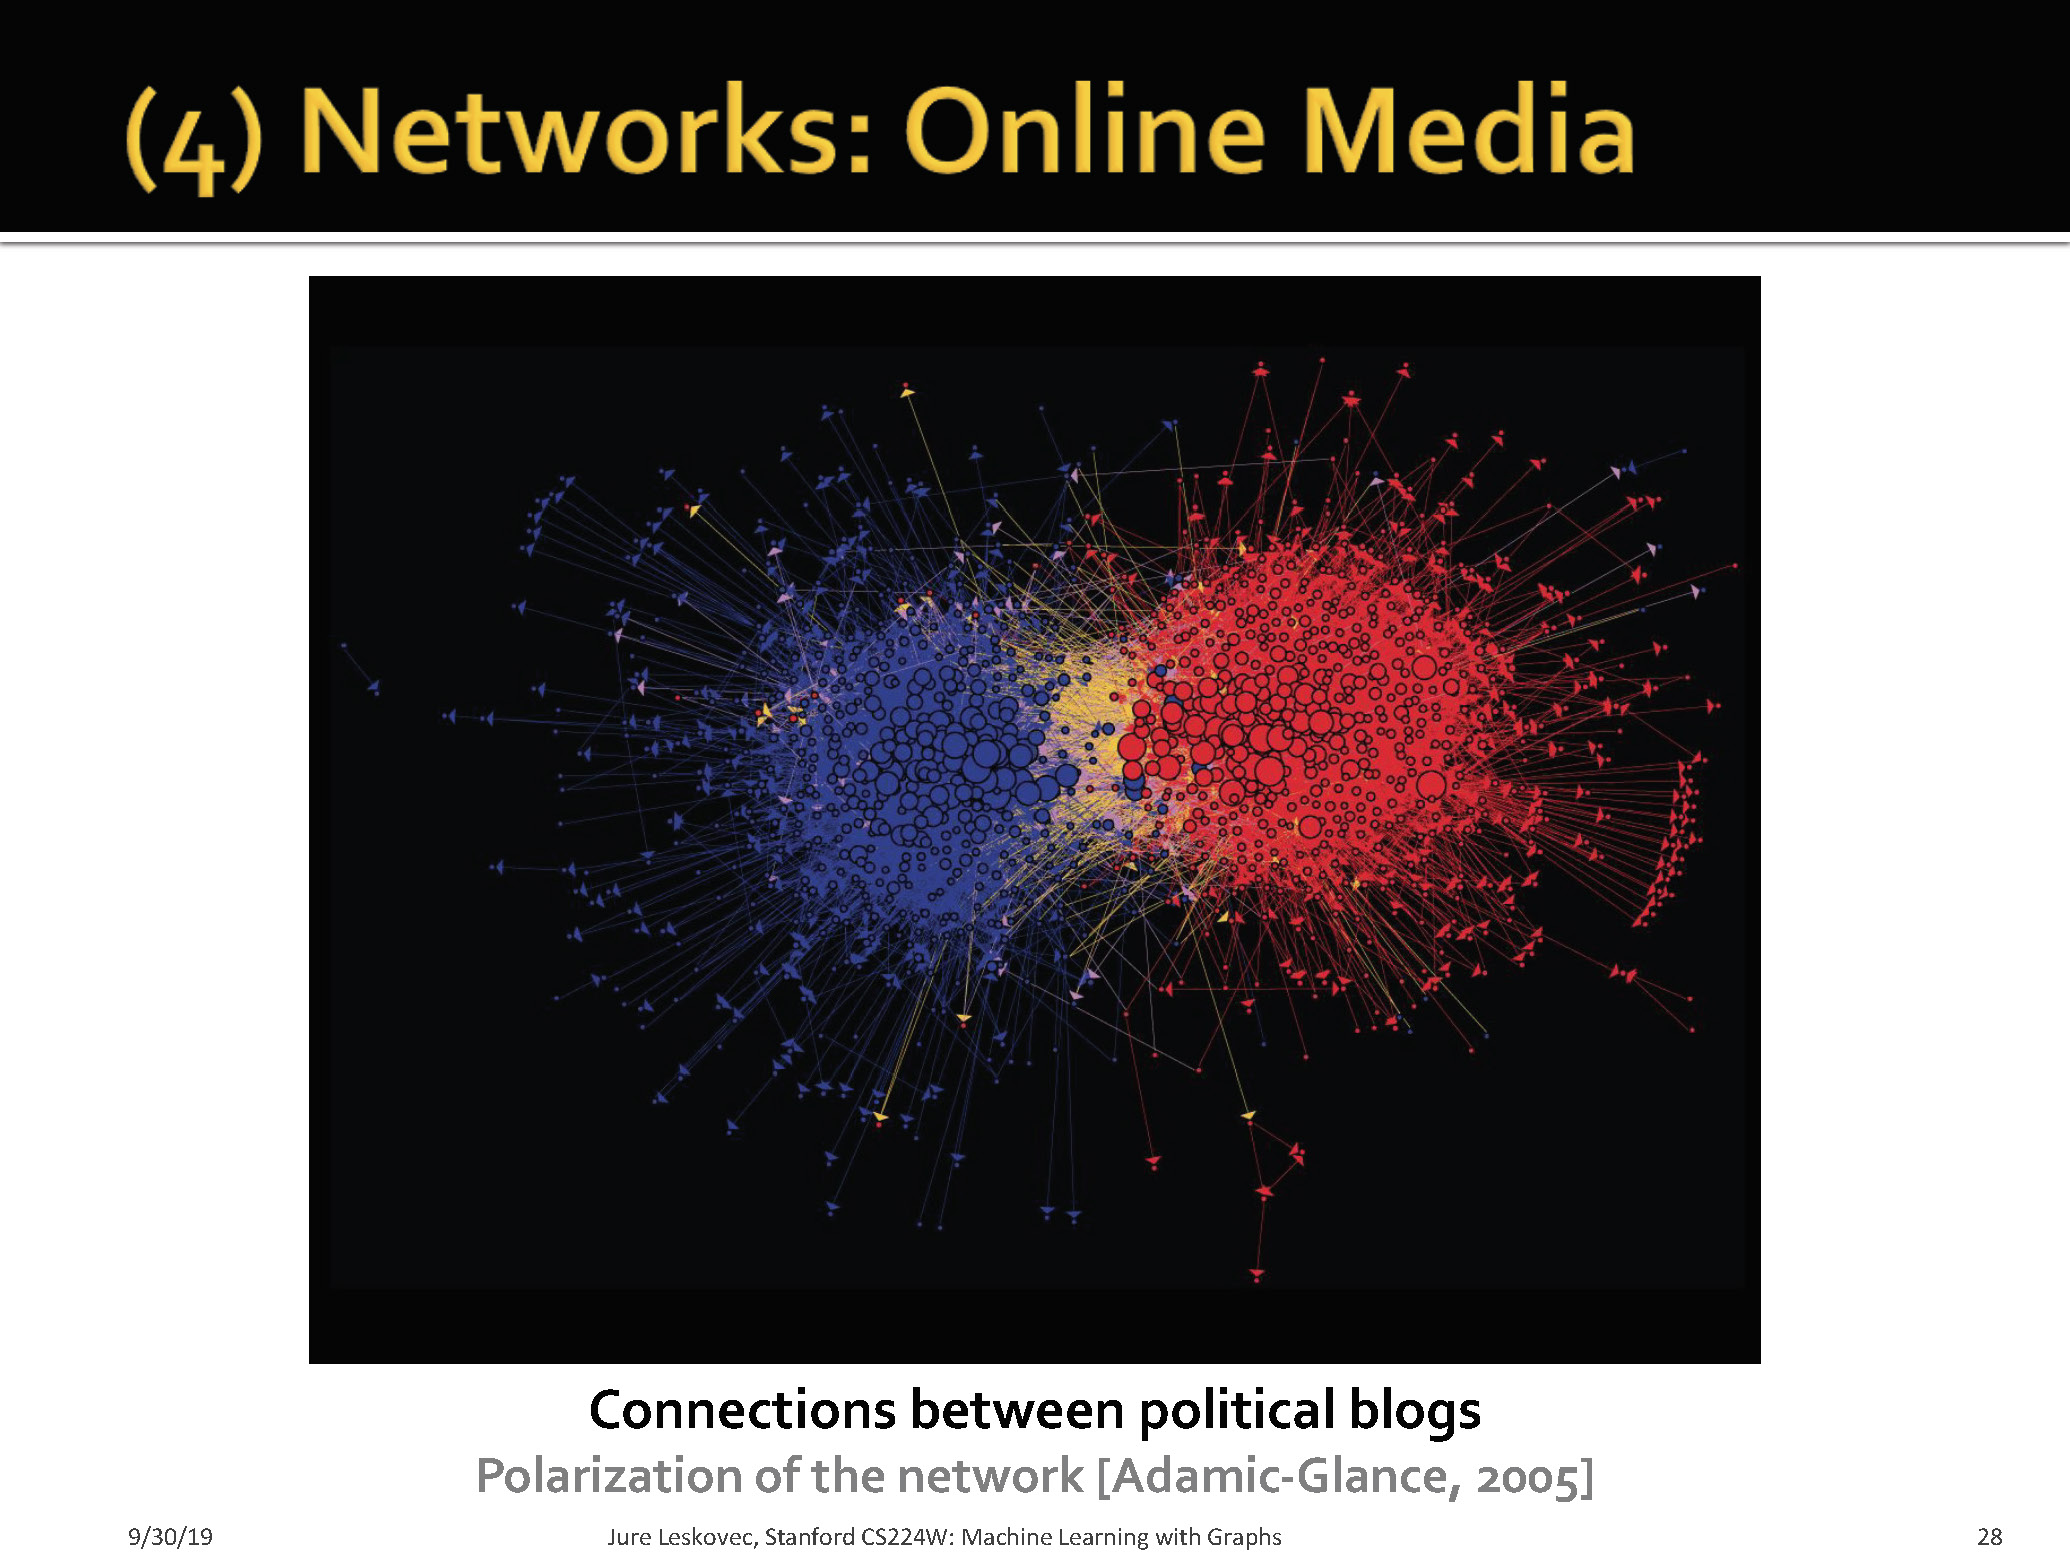 (4) Networks: Online Media
Connections between political blogs
Polarization of the network [Adamic-Glance, 2005]
9/30/19
Jure Leskovec, Stanford CS224W: Machine Learning with Graphs
28